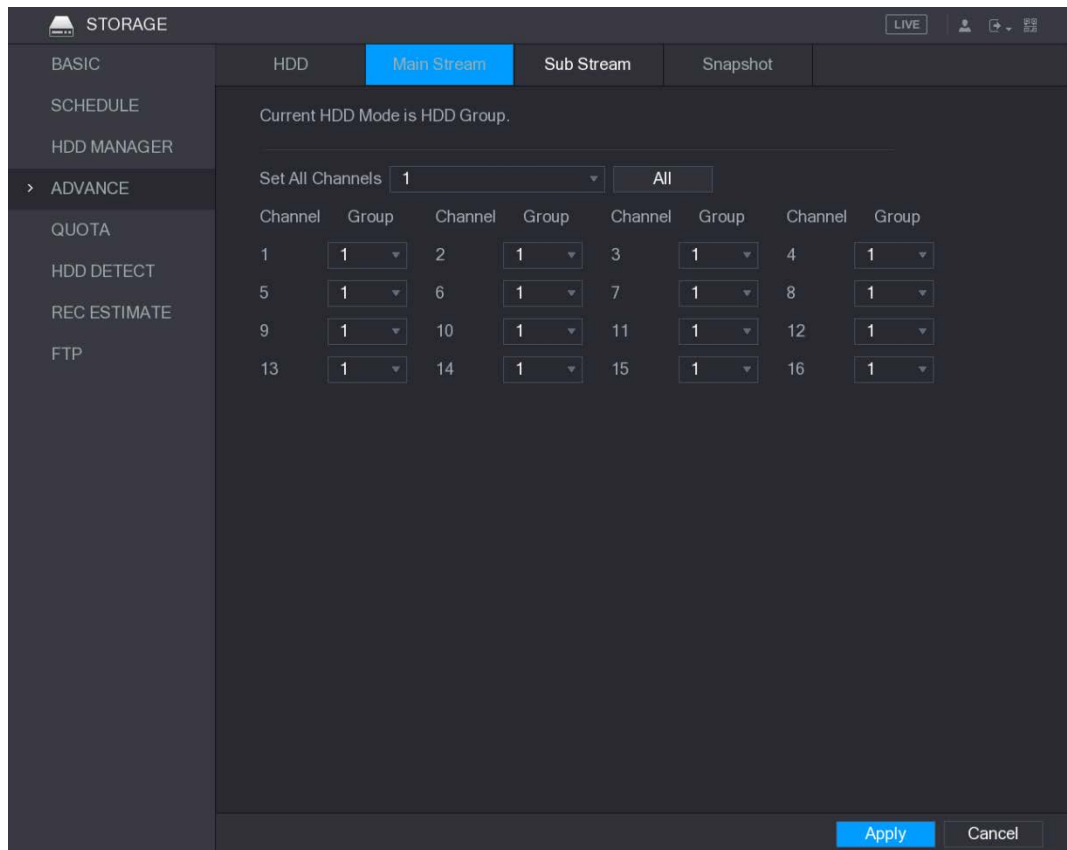 STORAGE
LIVE
BASIC
SCHEDULE
HDD MANAGER
ADVANCE
QUOTA
HDD DETECT
REC ESTIMATE
FTP
HDD Main Stream Sub Stream Snapshot
Current HDD Mode is HDD Group.
Set All Channels 1 All
Channel Group Channel Group Channel Group Channel Group
1 1 2 1 3 1 4 1
5 1 6 1 7 1 8 1
9 1 10 1 11 1 12 1
13 1 14 1 15 1 16 1
Apply Cancel